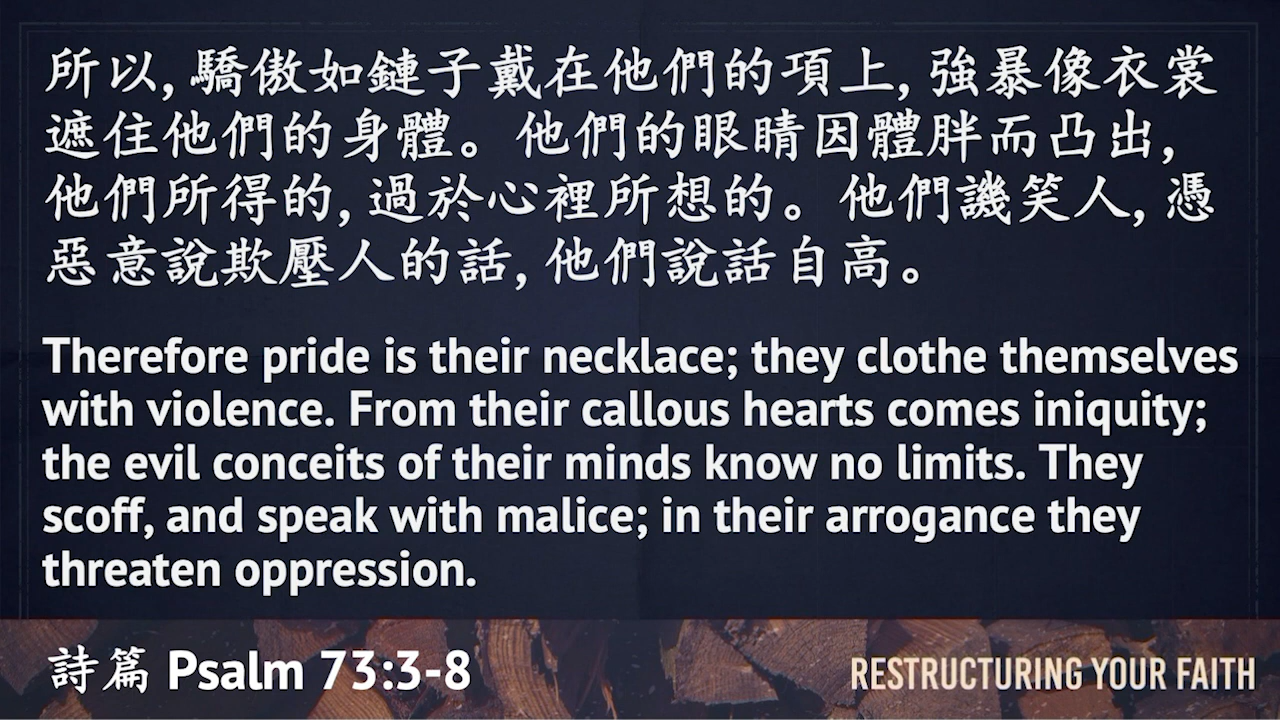 所以, 驕傲如鏈子戴在他們的項上, 強暴像衣裳
遮住他們的身體。他們的眼睛因體胖而凸出,
他們所得的, 過於心裡所想的。他們譏笑人, 憑
惡意說欺壓人的話, 他們說話自高。
Therefore pride is their necklace; they clothe themselves
with violence. From their callous hearts comes iniquity;
the evil conceits of their minds know no limits. They
scoff, and speak with malice; in their arrogance they
threaten oppression.
詩篇 Psalm 73:3-8
RESTRUCTURING YOUR FAITH